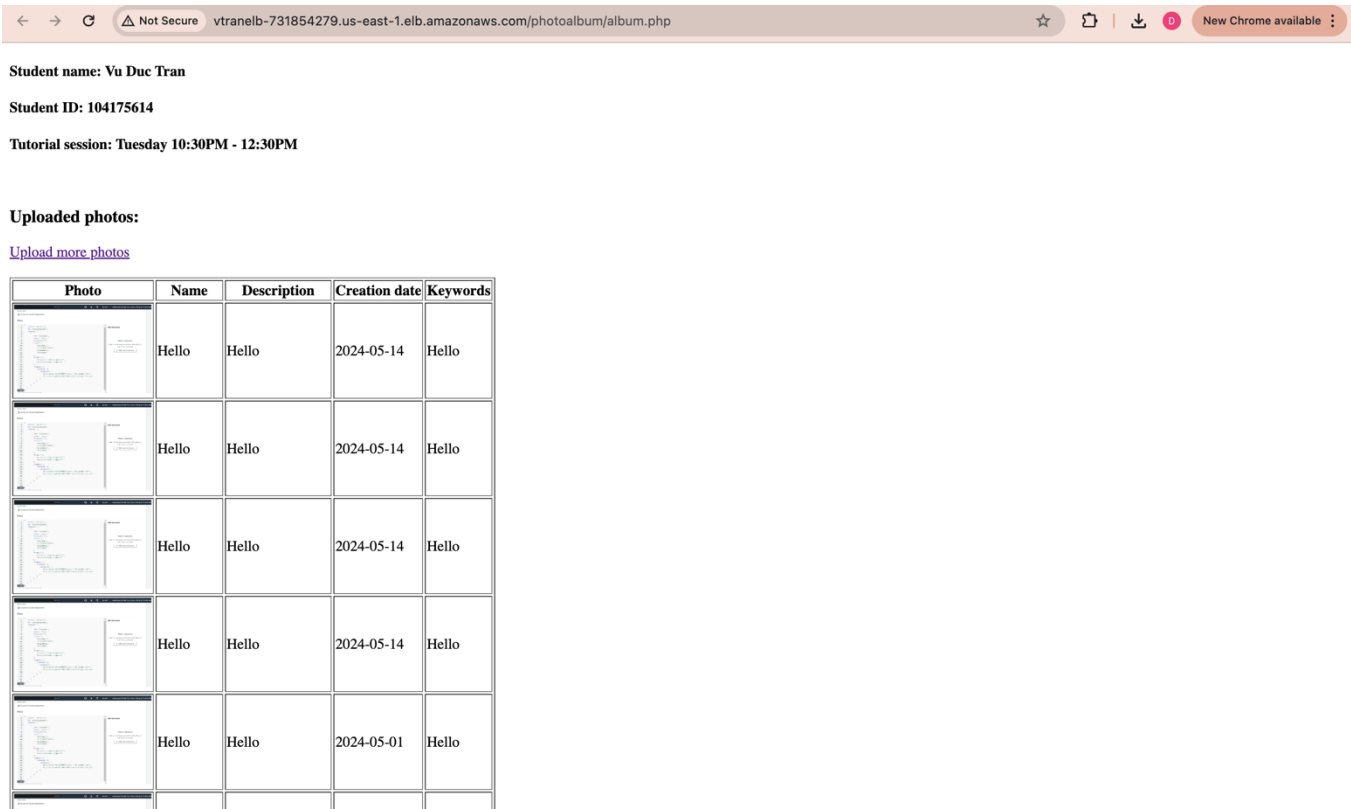 Not Secure vtranelb-731854279.us-east-1.elb.amazonaws.com/photoalbum/album.php D New Chrome available
Student name: Vu Duc Tran
Student ID: 104175614
Tutorial session: Tuesday 10:30PM - 12:30PM
Uploaded photos:
Upload more photos
Photo Name Description Creation date Keywords
Hello Hello 2024-05-14 Hello
Hello Hello 2024-05-14 Hello
Hello Hello 2024-05-14 Hello
Hello Hello 2024-05-14 Hello
Hello Hello 2024-05-01 Hello